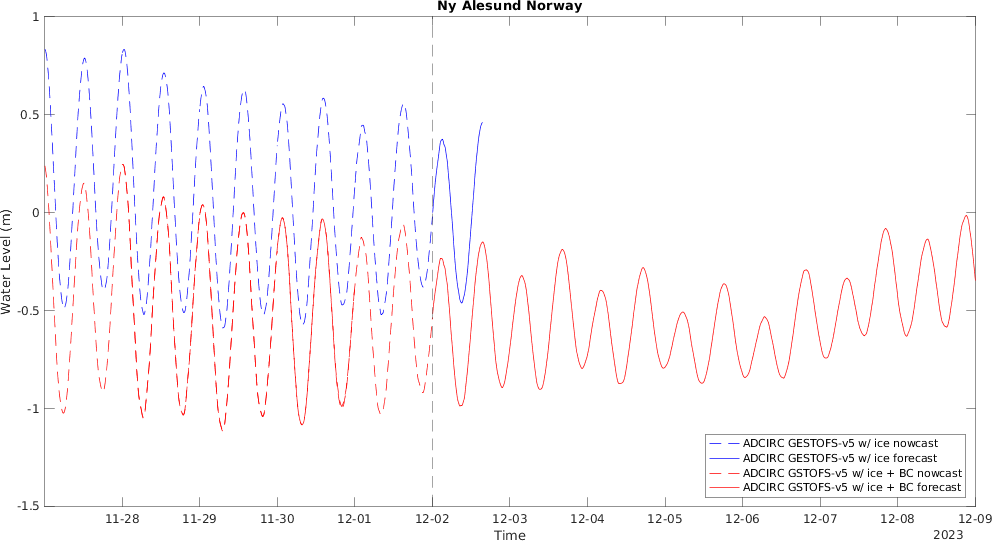 Ny Alesund Norway
Water Level (m)
1
0.5
0
-0.5
-1
-1.5
11-28
11-29
11-30
12-01
12-02
12-03
12-04
12-05
12-06
12-07
12-08
12-09
Time
2023
ADCIRC GESTOFS-v5 w/ ice nowcast
ADCIRC GESTOFS-v5 w/ ice forecast
ADCIRC GSTOFS-v5 w/ ice + BC nowcast
ADCIRC GSTOFS-v5 w/ ice + BC forecast